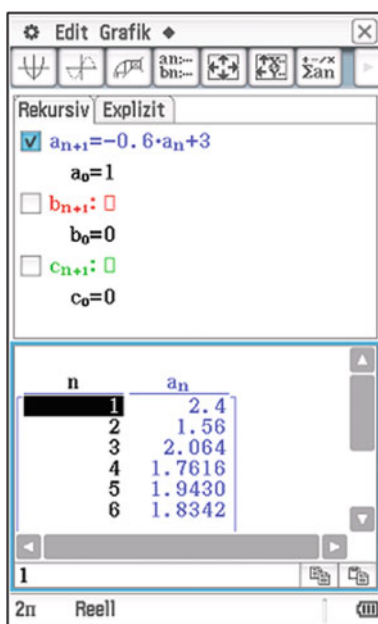 Edit Grafik
an:--- bn:--- Σan
Rekursiv Explizit
aₙ₊₁=-0.6·aₙ+3
a₀=1
bₙ₊₁:□
b₀=0
cₙ₊₁:□
c₀=0
n aₙ
1 2.4
2 1.56
3 2.064
4 1.7616
5 1.9430
6 1.8342
1
2π Reell